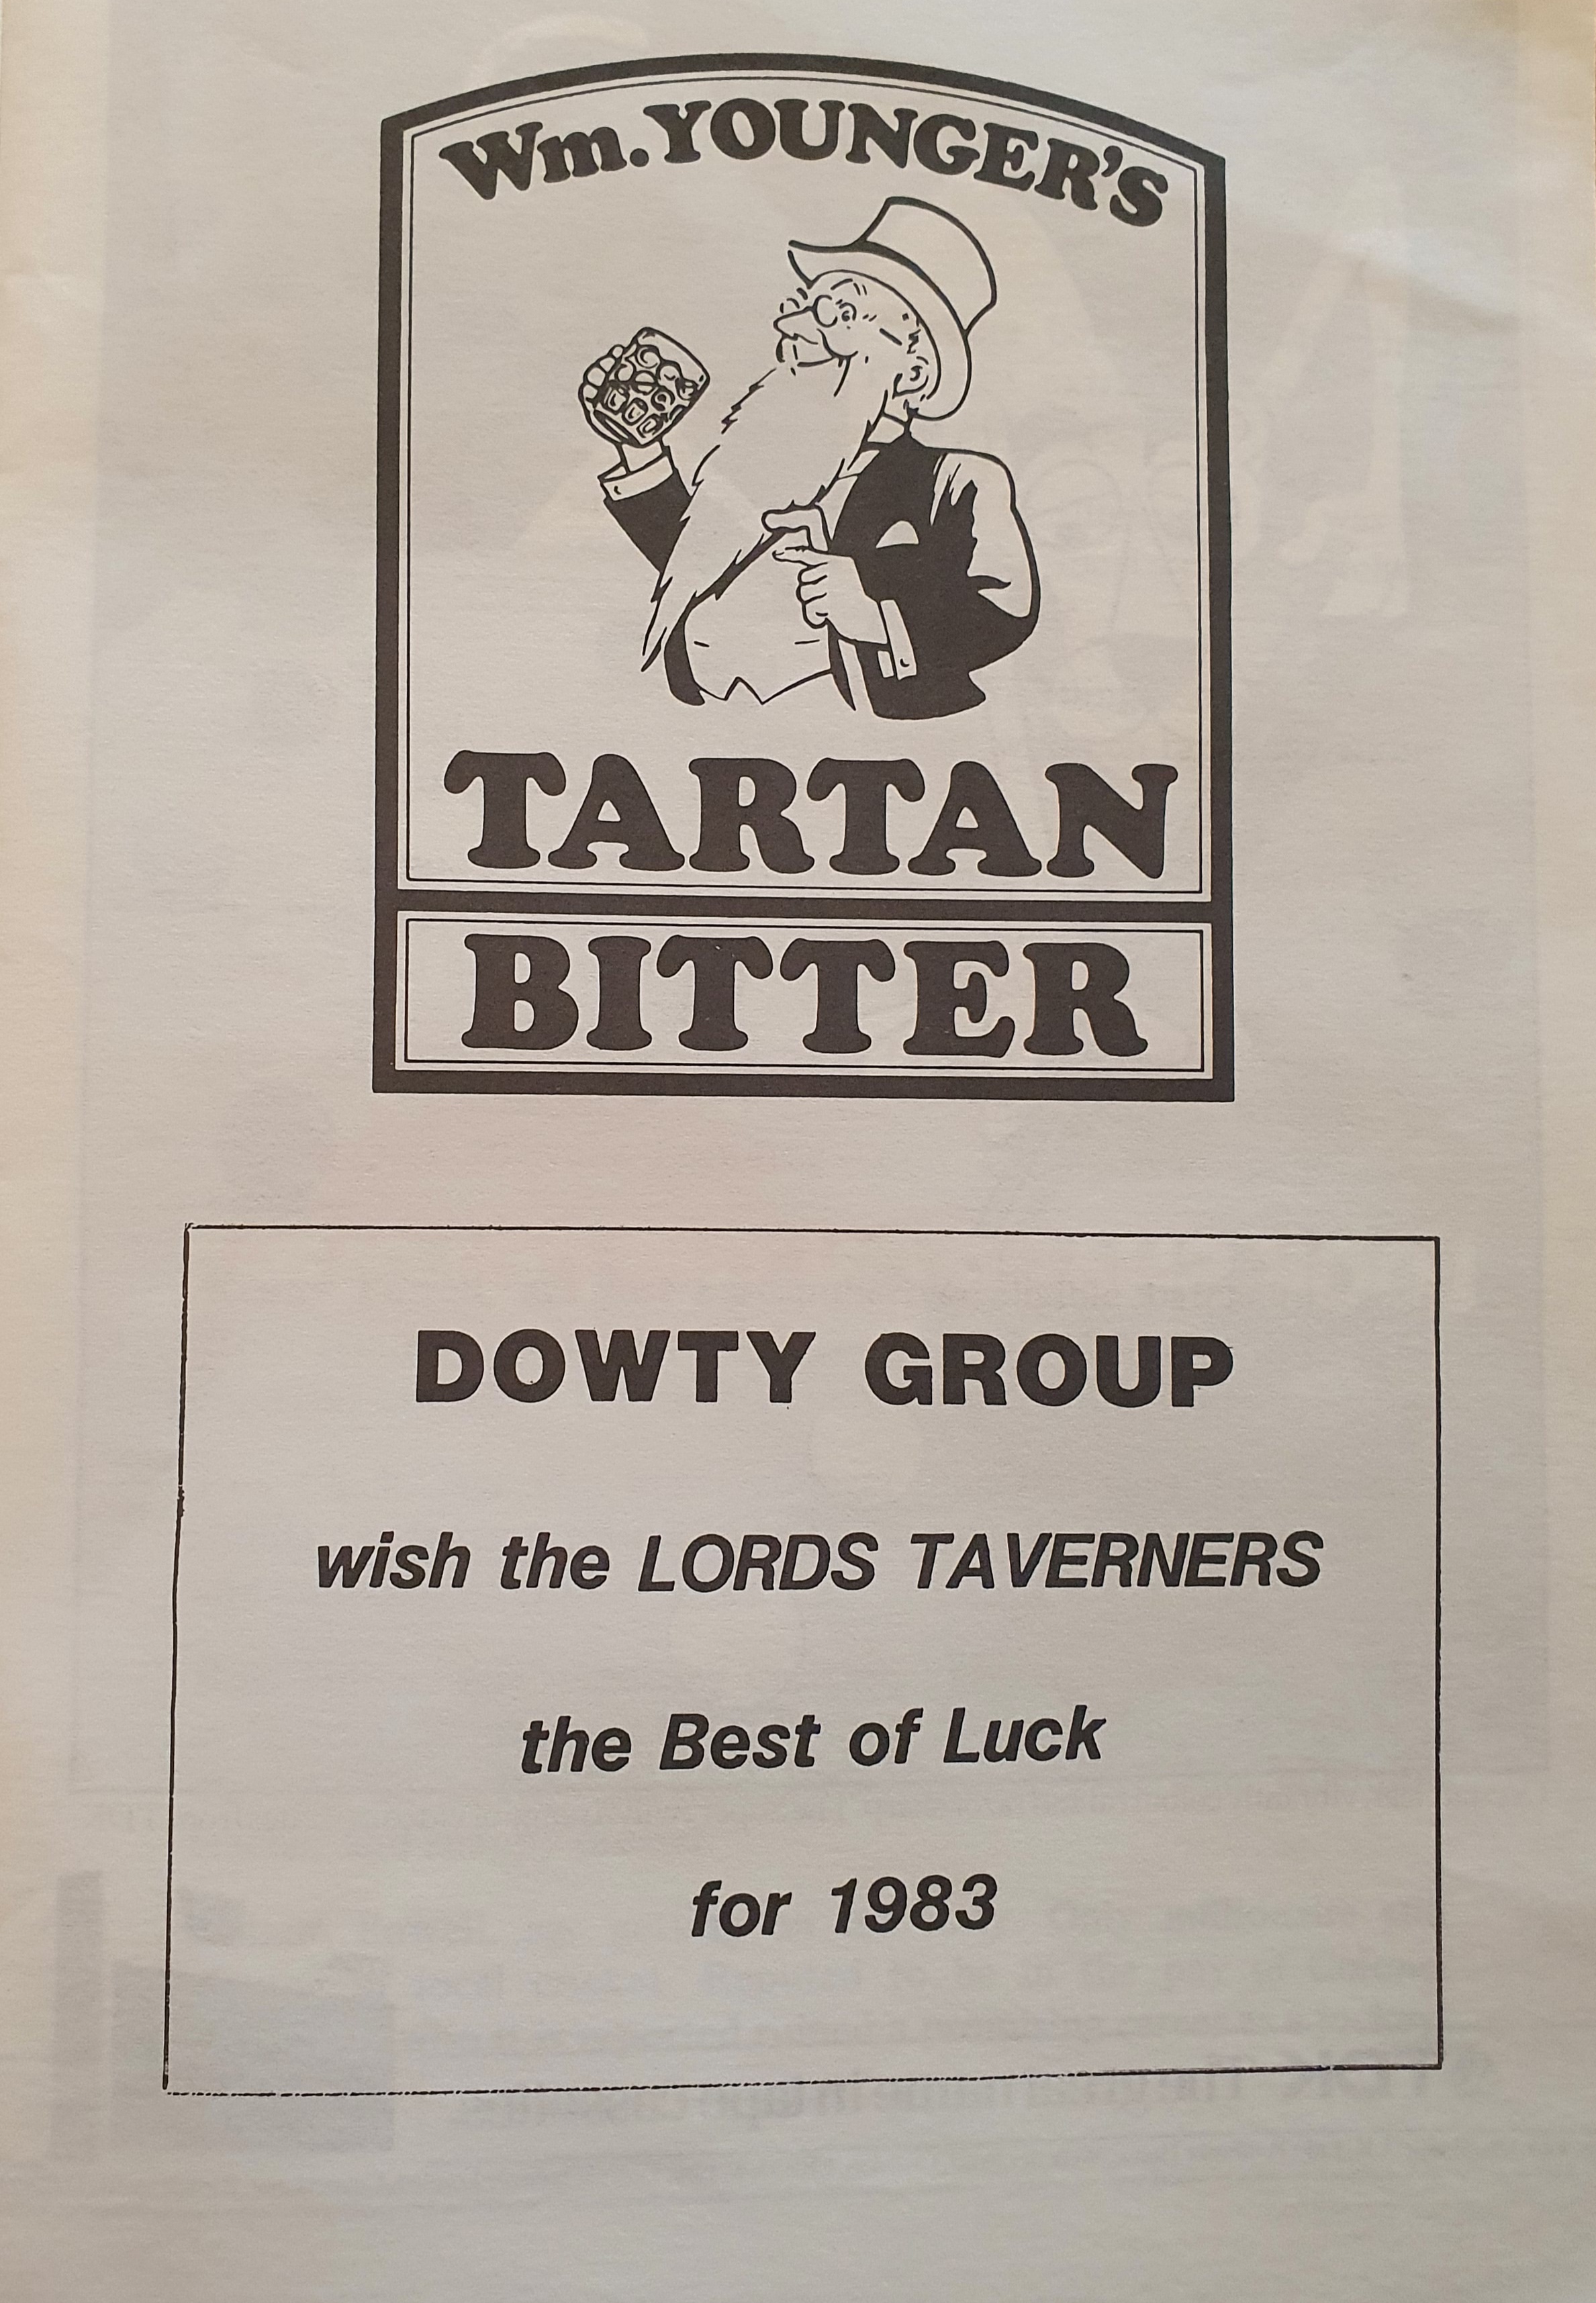 Wm. YOUNGER'S
TARTAN
BITTER
DOWTY GROUP
wish the LORDS TAVERNERS
the Best of Luck
for 1983